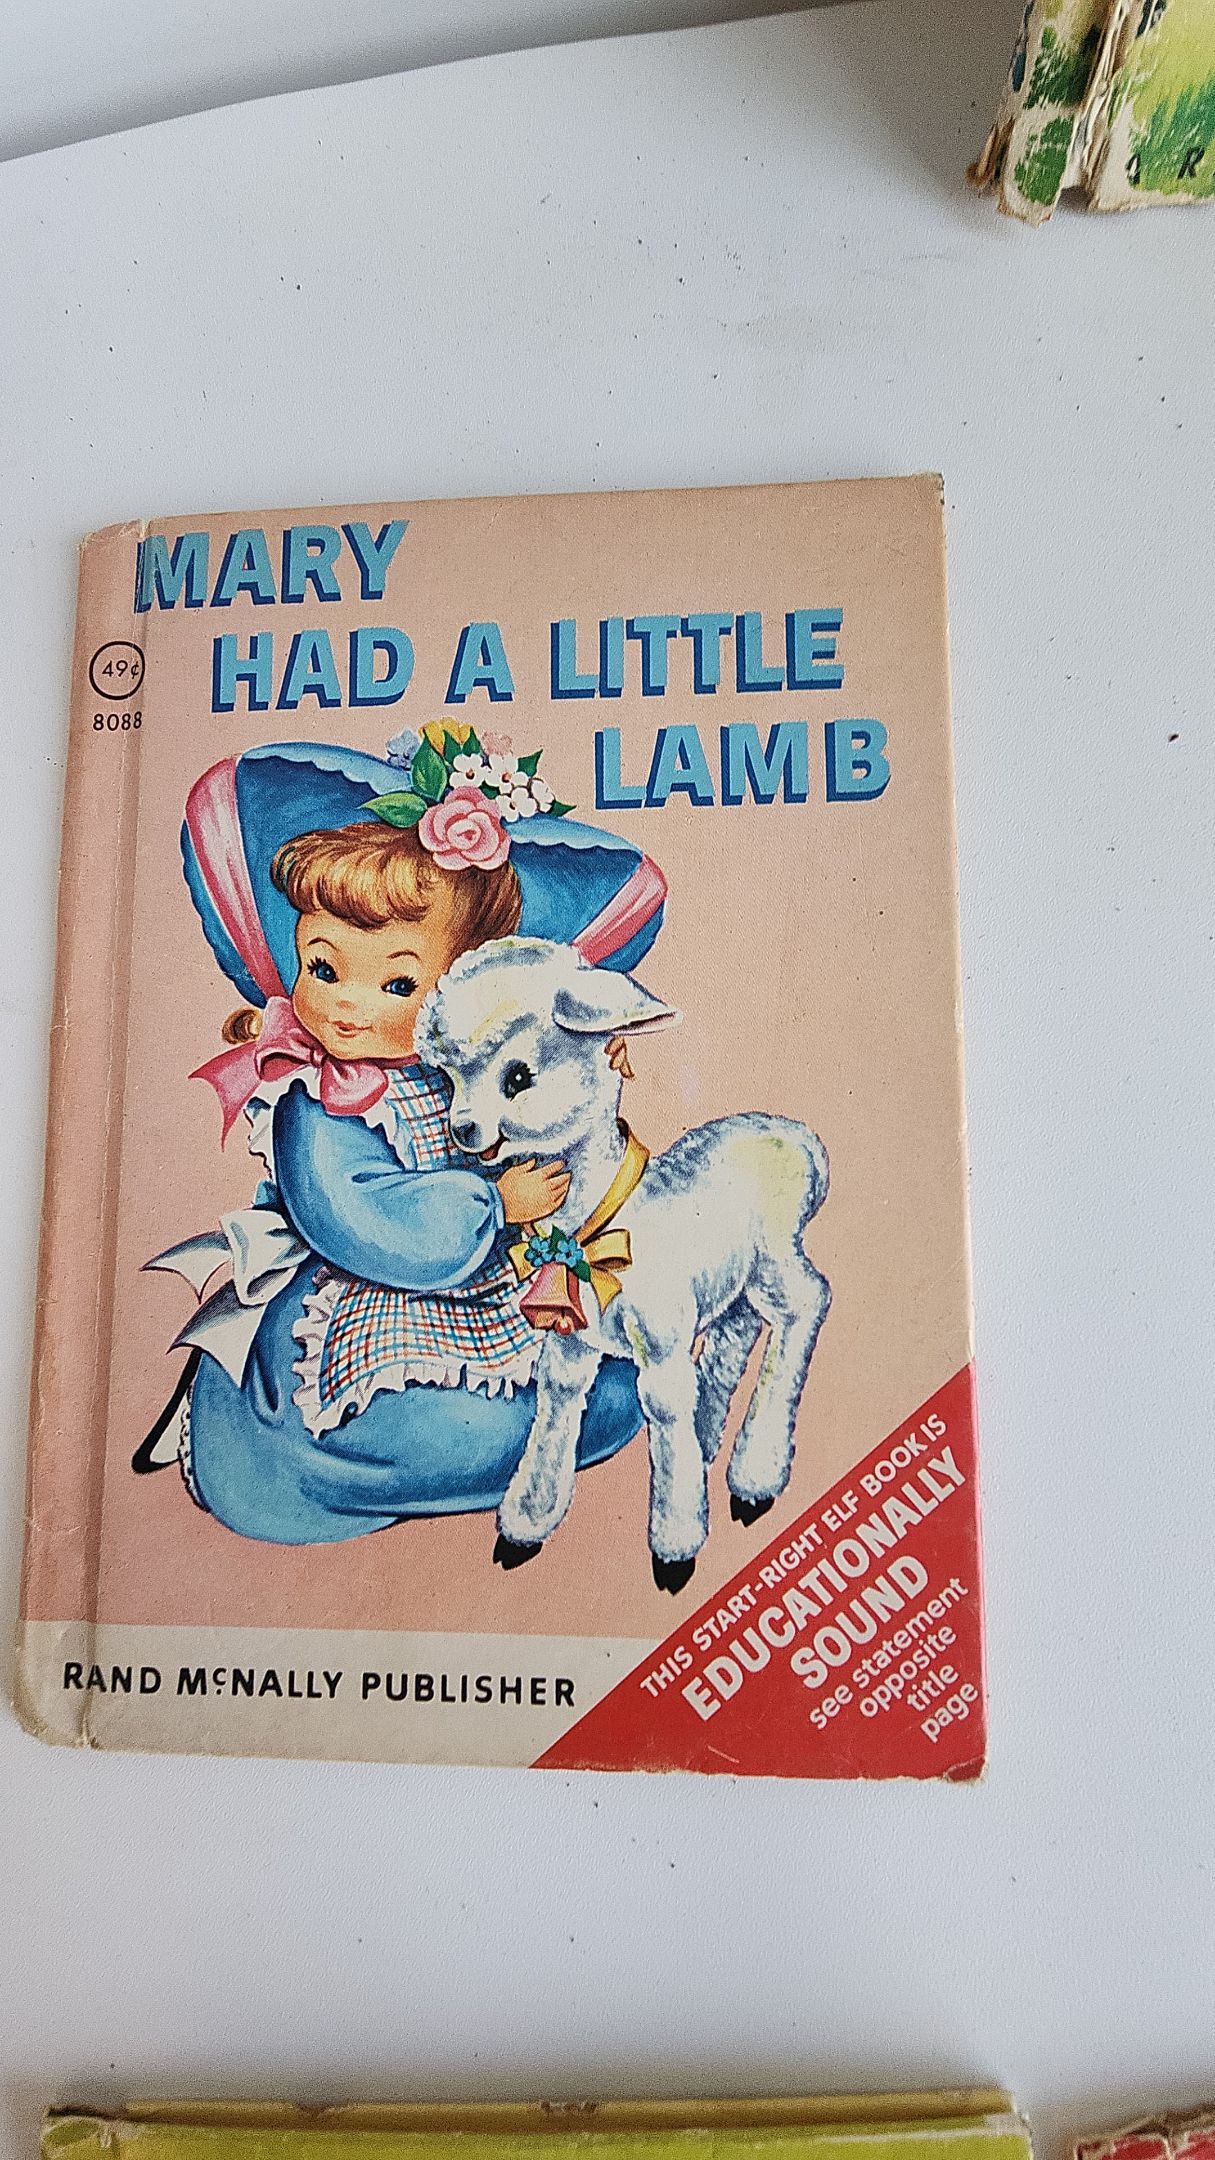 MARY
HAD A LITTLE
LAMB
49¢
8088
THIS START-RIGHT ELF BOOK IS
EDUCATIONALLY
SOUND
see statement
opposite
title
page
RAND McNALLY PUBLISHER